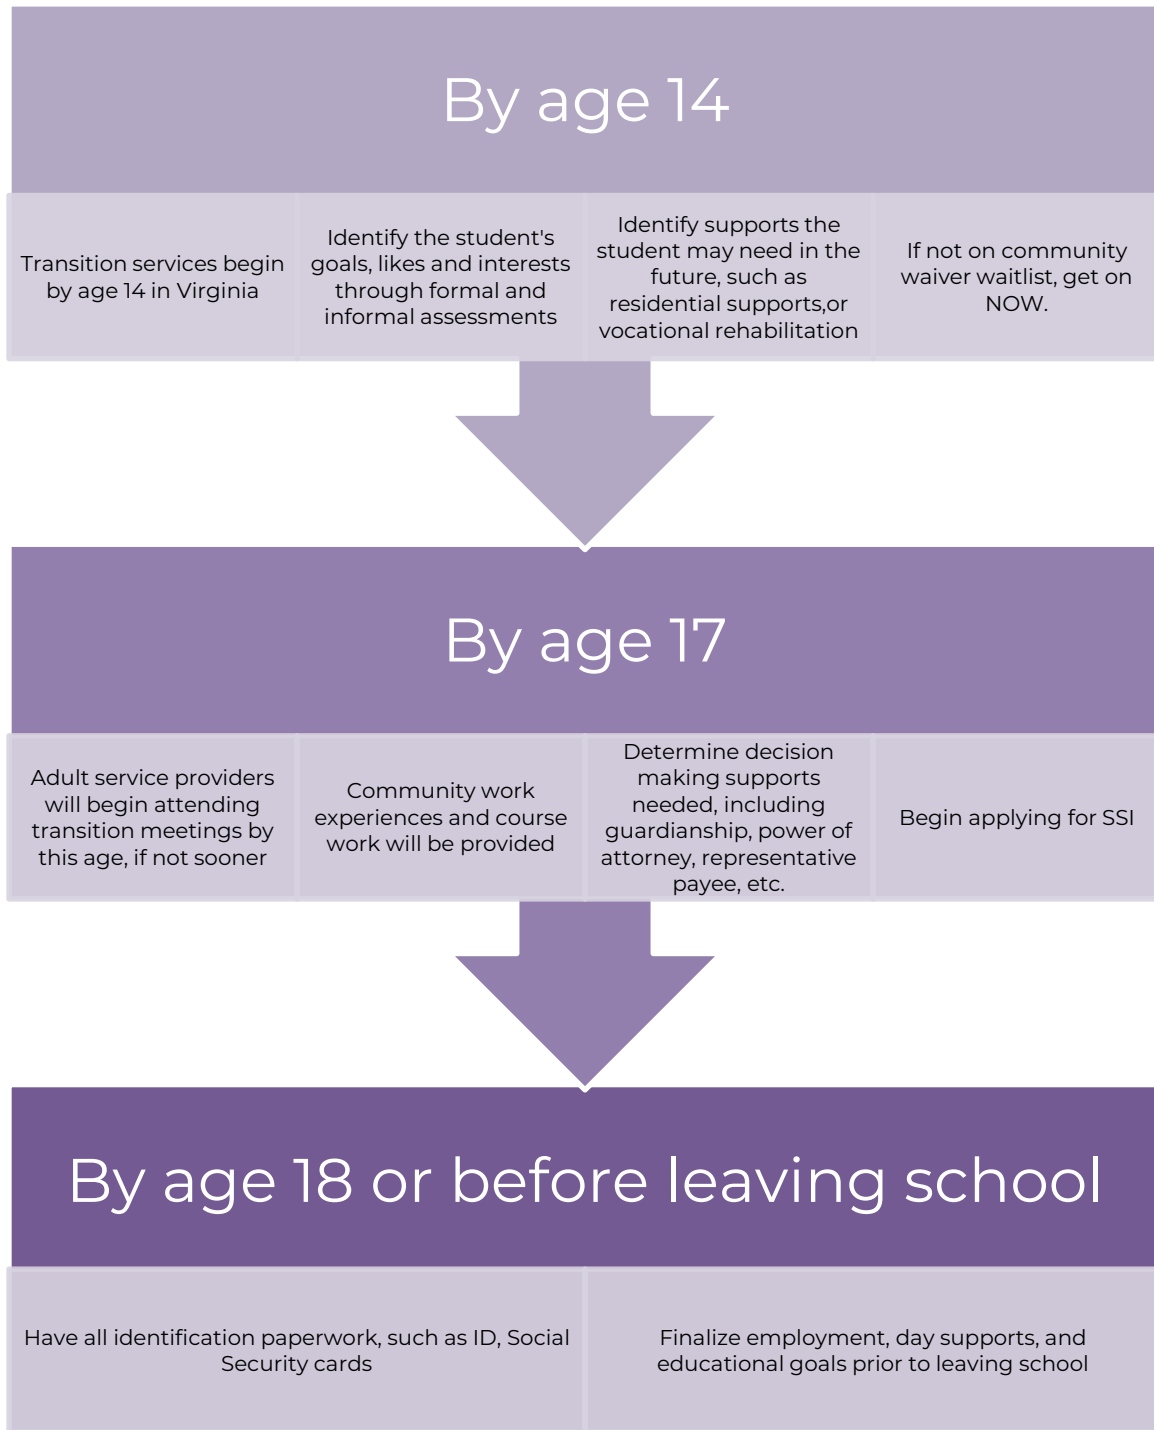 By age 14
Transition services begin
by age 14 in Virginia
Identify the student's
goals, likes and interests
through formal and
informal assessments
Identify supports the
student may need in the
future, such as
residential supports,or
vocational rehabilitation
If not on community
waiver waitlist, get on
NOW.
By age 17
Adult service providers
will begin attending
transition meetings by
this age, if not sooner
Community work
experiences and course
work will be provided
Determine decision
making supports
needed, including
guardianship, power of
attorney, representative
payee, etc.
Begin applying for SSI
By age 18 or before leaving school
Have all identification paperwork, such as ID, Social
Security cards
Finalize employment, day supports, and
educational goals prior to leaving school